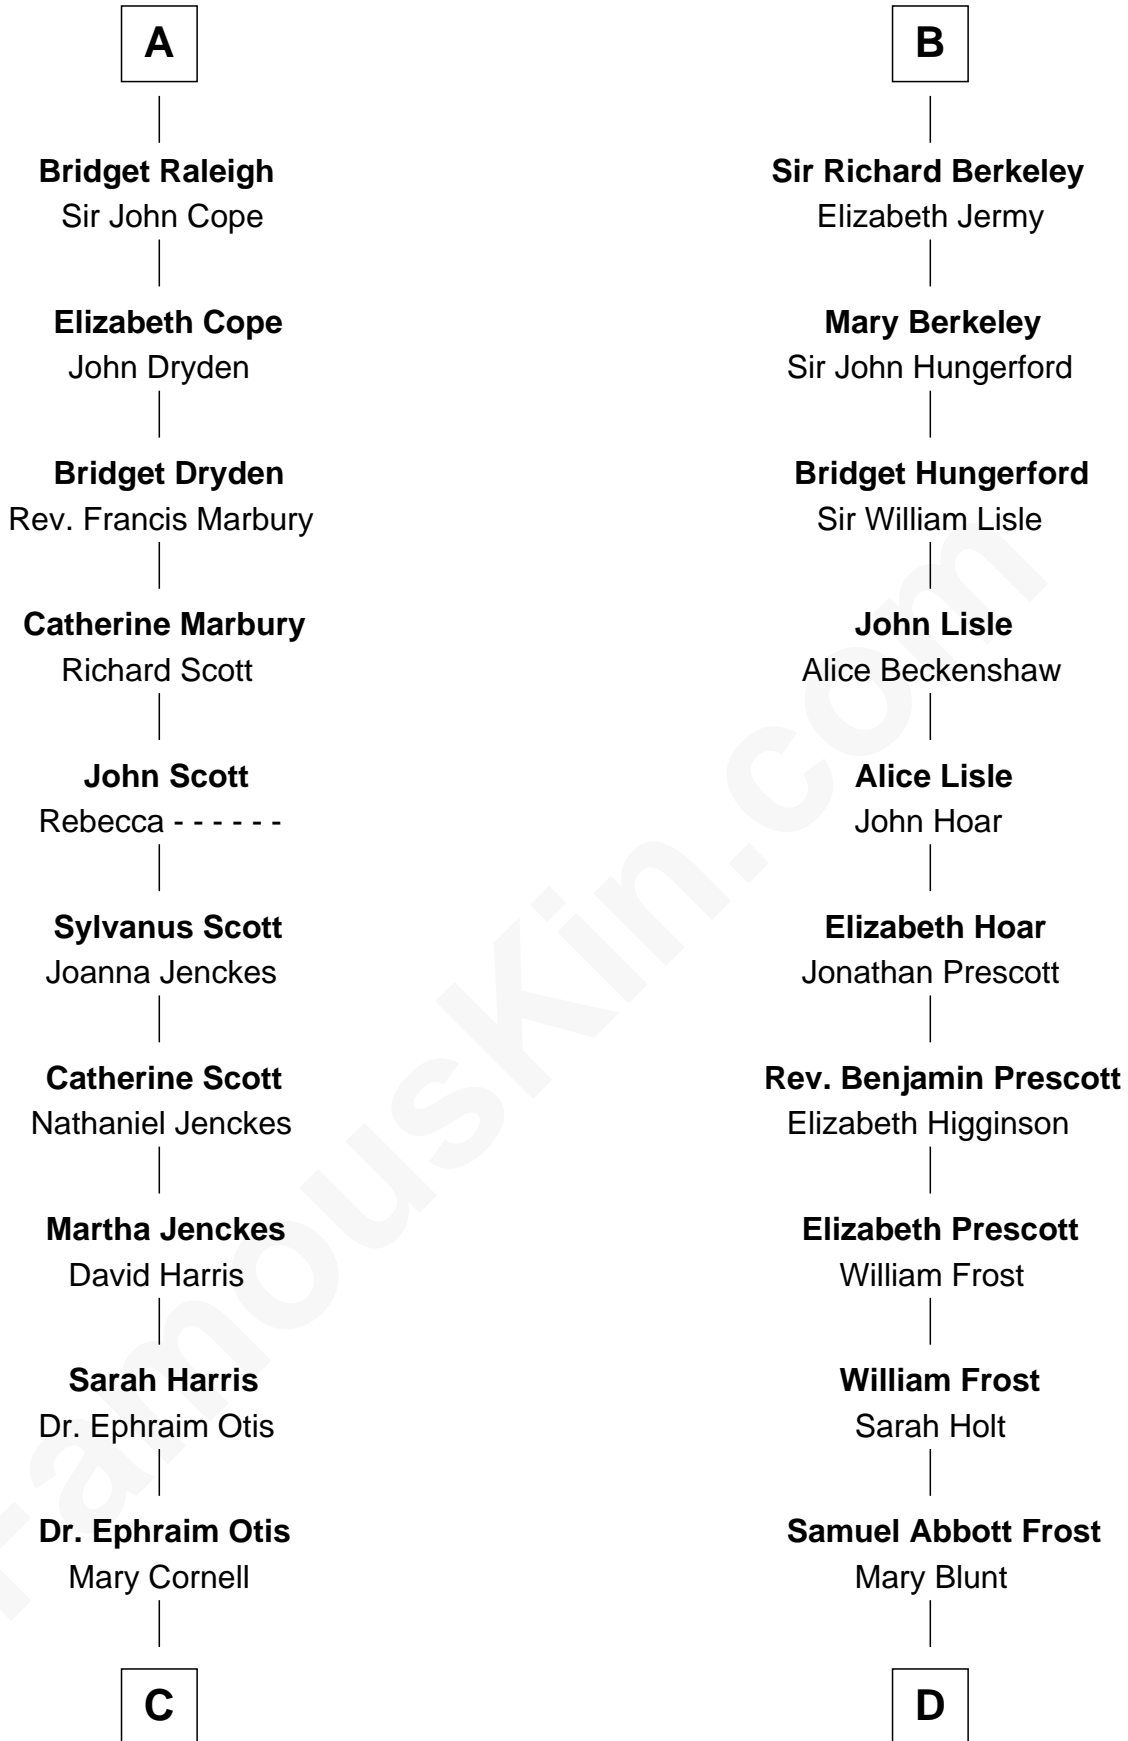 A
Bridget Raleigh
Sir John Cope
Elizabeth Cope
John Dryden
Bridget Dryden
Rev. Francis Marbury
Catherine Marbury
Richard Scott
John Scott
Rebecca - - - - - -
Sylvanus Scott
Joanna Jenckes
Catherine Scott
Nathaniel Jenckes
Martha Jenckes
David Harris
Sarah Harris
Dr. Ephraim Otis
Dr. Ephraim Otis
Mary Cornell
C
B
Sir Richard Berkeley
Elizabeth Jermy
Mary Berkeley
Sir John Hungerford
Bridget Hungerford
Sir William Lisle
John Lisle
Alice Beckenshaw
Alice Lisle
John Hoar
Elizabeth Hoar
Jonathan Prescott
Rev. Benjamin Prescott
Elizabeth Higginson
Elizabeth Prescott
William Frost
William Frost
Sarah Holt
Samuel Abbott Frost
Mary Blunt
D
FamousKin.com